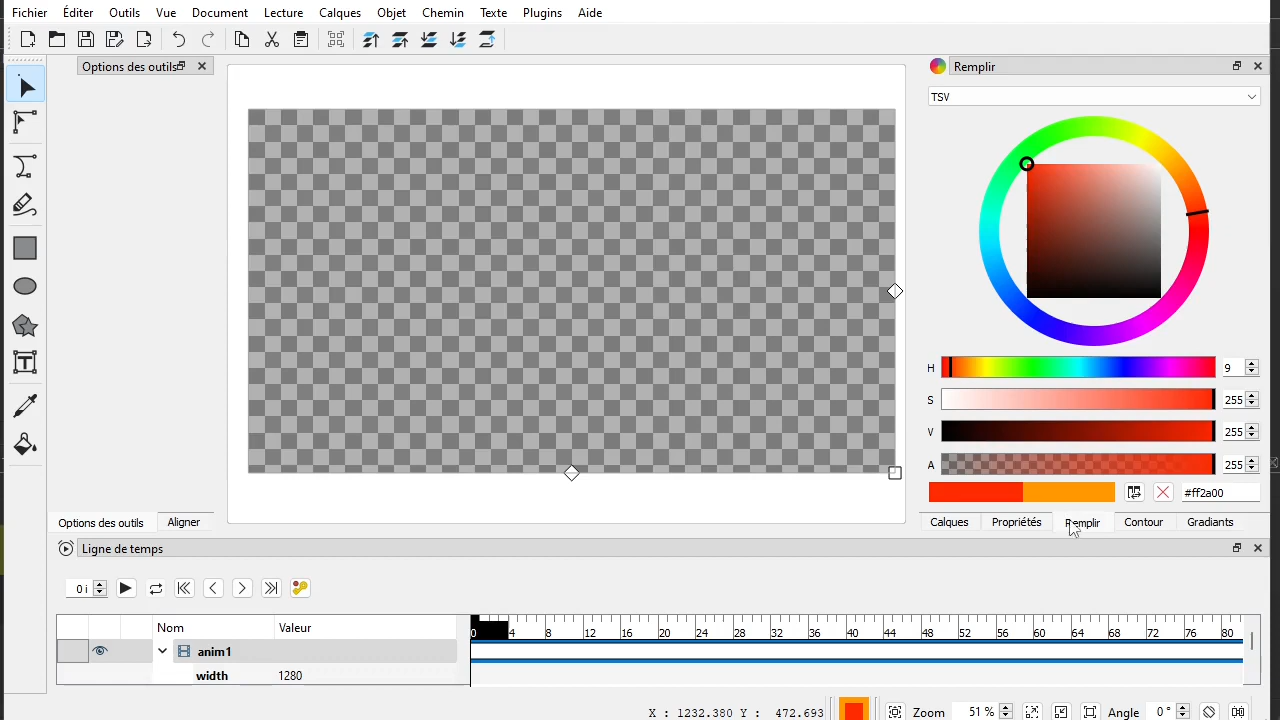 Fichier Éditer Outils Vue Document Lecture Calques Objet Chemin Texte Plugins Aide
Options des outils
Remplir
TSV
H 9
S 255
V 255
A 255
#ff2a00
Options des outils Aligner
Calques Propriétés Remplir Contour Gradiants
Ligne de temps
0 i
Nom Valeur
0 4 8 12 16 20 24 28 32 36 40 44 48 52 56 60 64 68 72 76 80
anim1
width 1280
X : 1232.380 Y : 472.693 Zoom 51 % Angle 0 °